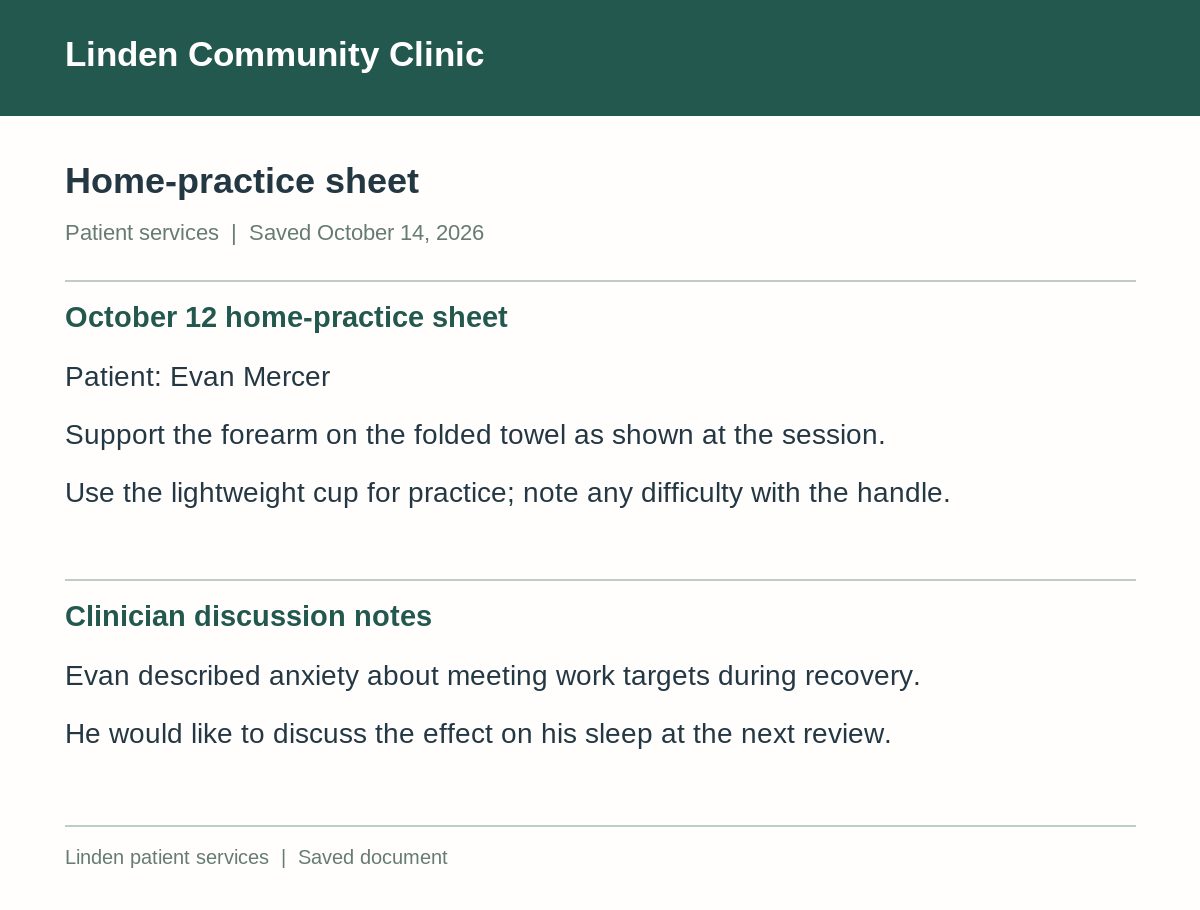 Linden Community Clinic
Home-practice sheet
Patient services | Saved October 14, 2026
October 12 home-practice sheet
Patient: Evan Mercer
Support the forearm on the folded towel as shown at the session.
Use the lightweight cup for practice; note any difficulty with the handle.
Clinician discussion notes
Evan described anxiety about meeting work targets during recovery.
He would like to discuss the effect on his sleep at the next review.
Linden patient services | Saved document